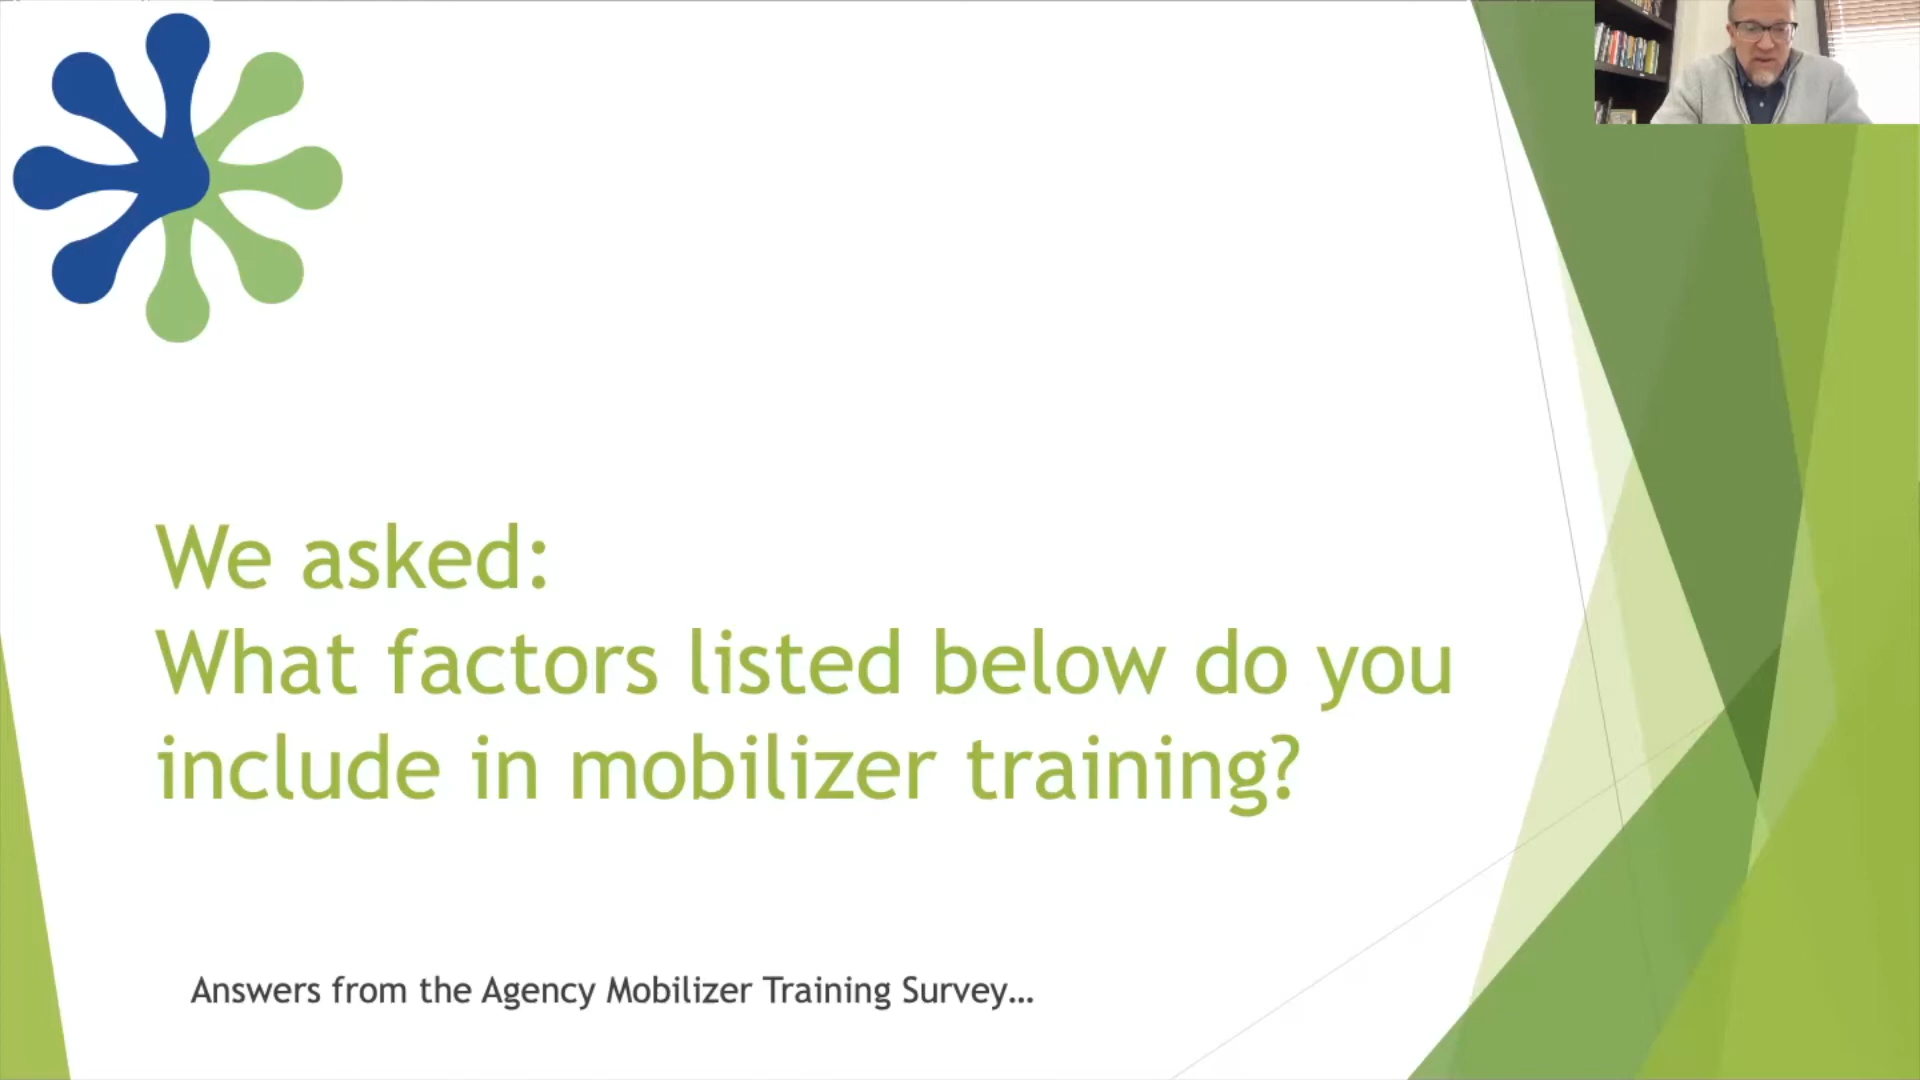 We asked:
What factors listed below do you
include in mobilizer training?
Answers from the Agency Mobilizer Training Survey…